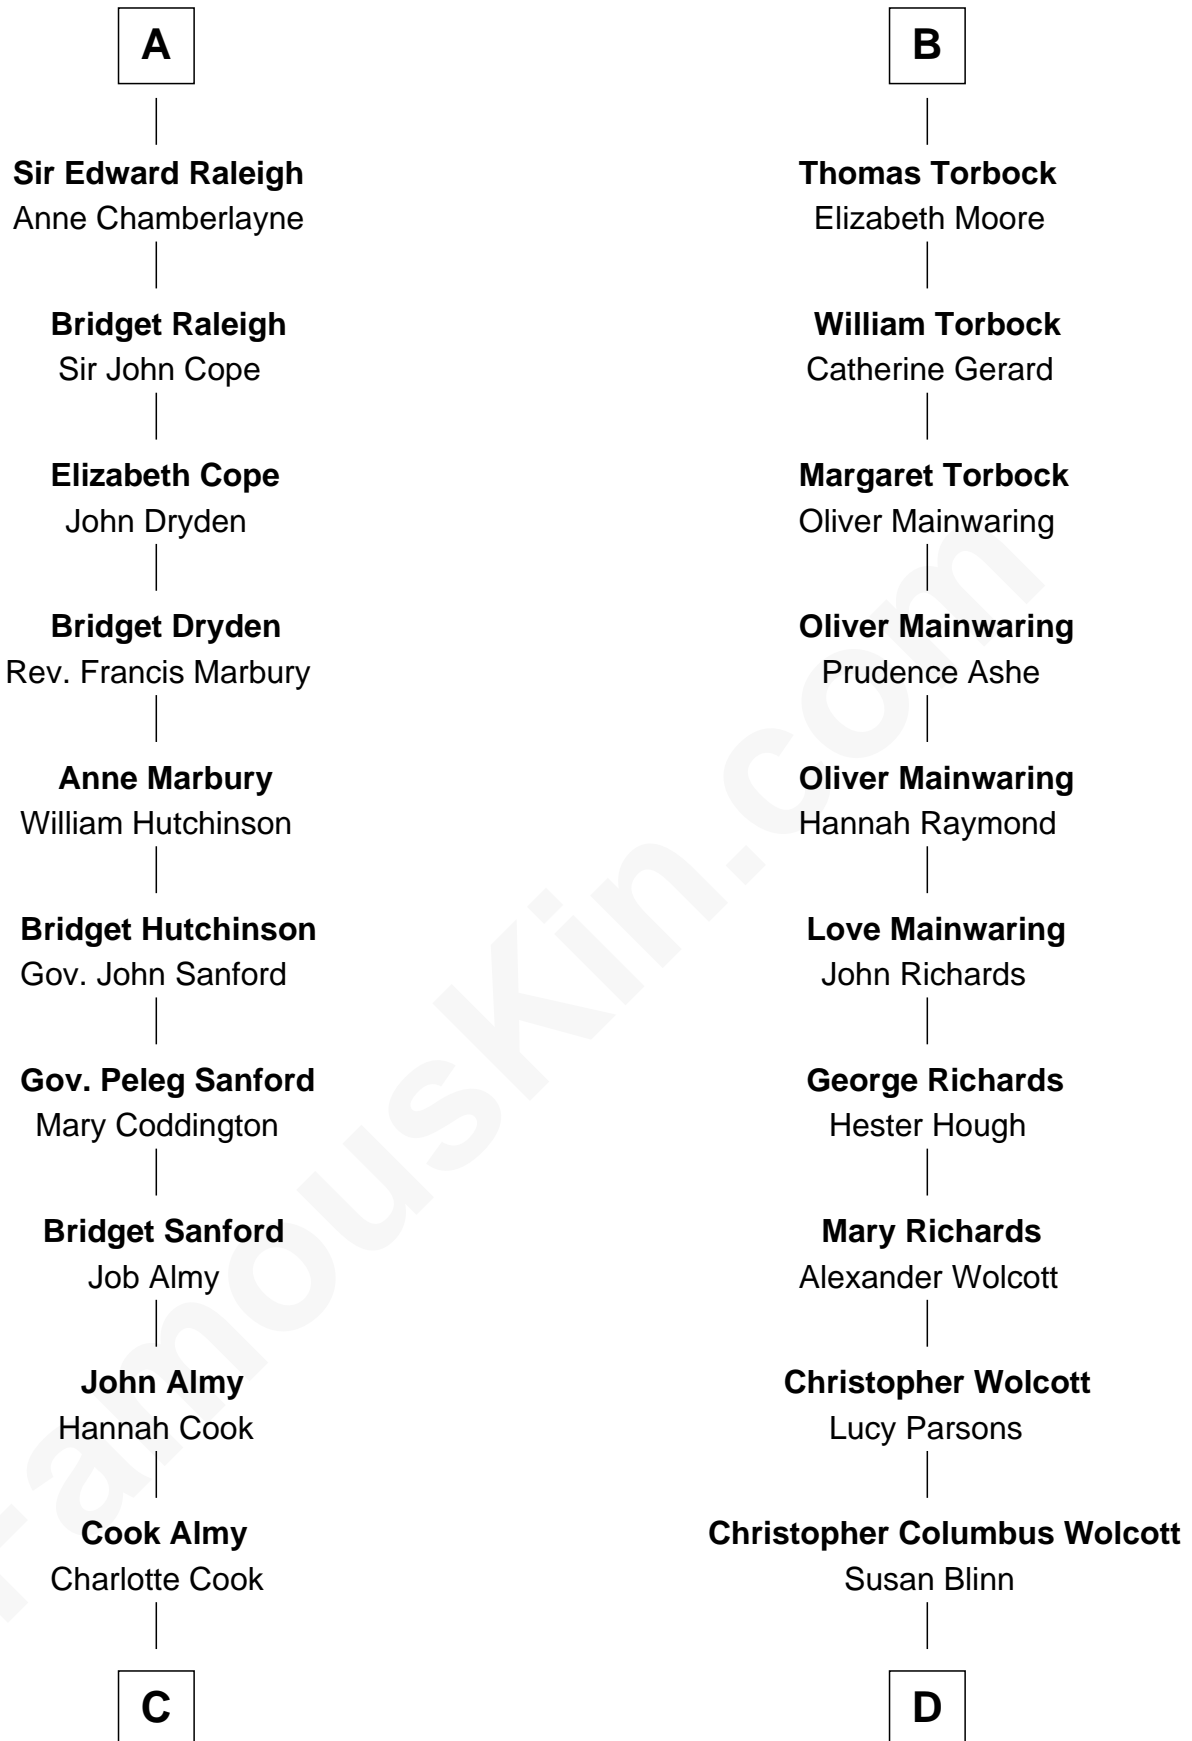 A
Sir Edward Raleigh
Anne Chamberlayne
Bridget Raleigh
Sir John Cope
Elizabeth Cope
John Dryden
Bridget Dryden
Rev. Francis Marbury
Anne Marbury
William Hutchinson
Bridget Hutchinson
Gov. John Sanford
Gov. Peleg Sanford
Mary Coddington
Bridget Sanford
Job Almy
John Almy
Hannah Cook
Cook Almy
Charlotte Cook
C
B
Thomas Torbock
Elizabeth Moore
William Torbock
Catherine Gerard
Margaret Torbock
Oliver Mainwaring
Oliver Mainwaring
Prudence Ashe
Oliver Mainwaring
Hannah Raymond
Love Mainwaring
John Richards
George Richards
Hester Hough
Mary Richards
Alexander Wolcott
Christopher Wolcott
Lucy Parsons
Christopher Columbus Wolcott
Susan Blinn
D
FamousKin.com